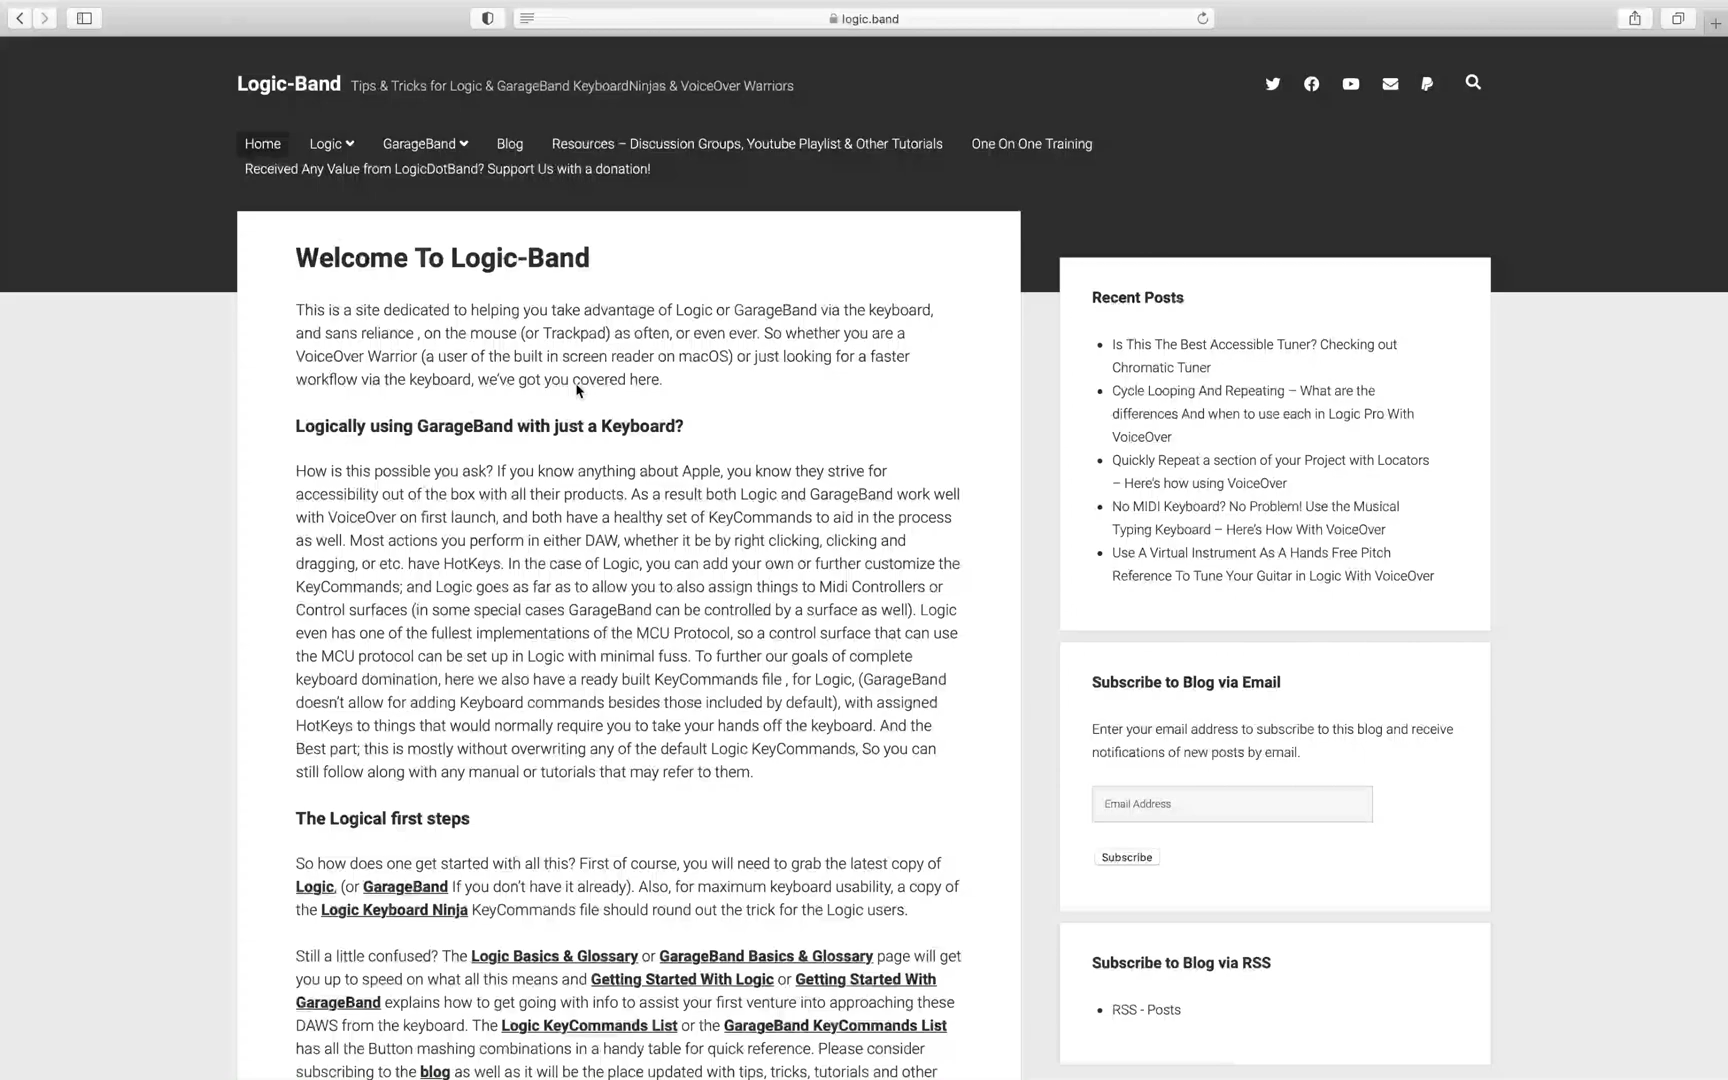 logic.band
Logic-Band Tips & Tricks for Logic & GarageBand KeyboardNinjas & VoiceOver Warriors
Home Logic GarageBand Blog Resources – Discussion Groups, Youtube Playlist & Other Tutorials One On One Training
Received Any Value from LogicDotBand? Support Us with a donation!
Welcome To Logic-Band
This is a site dedicated to helping you take advantage of Logic or GarageBand via the keyboard,
and sans reliance , on the mouse (or Trackpad) as often, or even ever. So whether you are a
VoiceOver Warrior (a user of the built in screen reader on macOS) or just looking for a faster
workflow via the keyboard, we’ve got you covered here.
Logically using GarageBand with just a Keyboard?
How is this possible you ask? If you know anything about Apple, you know they strive for
accessibility out of the box with all their products. As a result both Logic and GarageBand work well
with VoiceOver on first launch, and both have a healthy set of KeyCommands to aid in the process
as well. Most actions you perform in either DAW, whether it be by right clicking, clicking and
dragging, or etc. have HotKeys. In the case of Logic, you can add your own or further customize the
KeyCommands; and Logic goes as far as to allow you to also assign things to Midi Controllers or
Control surfaces (in some special cases GarageBand can be controlled by a surface as well). Logic
even has one of the fullest implementations of the MCU Protocol, so a control surface that can use
the MCU protocol can be set up in Logic with minimal fuss. To further our goals of complete
keyboard domination, here we also have a ready built KeyCommands file , for Logic, (GarageBand
doesn’t allow for adding Keyboard commands besides those included by default), with assigned
HotKeys to things that would normally require you to take your hands off the keyboard. And the
Best part; this is mostly without overwriting any of the default Logic KeyCommands, So you can
still follow along with any manual or tutorials that may refer to them.
The Logical first steps
So how does one get started with all this? First of course, you will need to grab the latest copy of
Logic, (or GarageBand If you don’t have it already). Also, for maximum keyboard usability, a copy of
the Logic Keyboard Ninja KeyCommands file should round out the trick for the Logic users.
Still a little confused? The Logic Basics & Glossary or GarageBand Basics & Glossary page will get
you up to speed on what all this means and Getting Started With Logic or Getting Started With
GarageBand explains how to get going with info to assist your first venture into approaching these
DAWS from the keyboard. The Logic KeyCommands List or the GarageBand KeyCommands List
has all the Button mashing combinations in a handy table for quick reference. Please consider
subscribing to the blog as well as it will be the place updated with tips, tricks, tutorials and other
Recent Posts
Is This The Best Accessible Tuner? Checking out
Chromatic Tuner
Cycle Looping And Repeating – What are the
differences And when to use each in Logic Pro With
VoiceOver
Quickly Repeat a section of your Project with Locators
– Here’s how using VoiceOver
No MIDI Keyboard? No Problem! Use the Musical
Typing Keyboard – Here’s How With VoiceOver
Use A Virtual Instrument As A Hands Free Pitch
Reference To Tune Your Guitar in Logic With VoiceOver
Subscribe to Blog via Email
Enter your email address to subscribe to this blog and receive
notifications of new posts by email.
Email Address
Subscribe
Subscribe to Blog via RSS
RSS - Posts